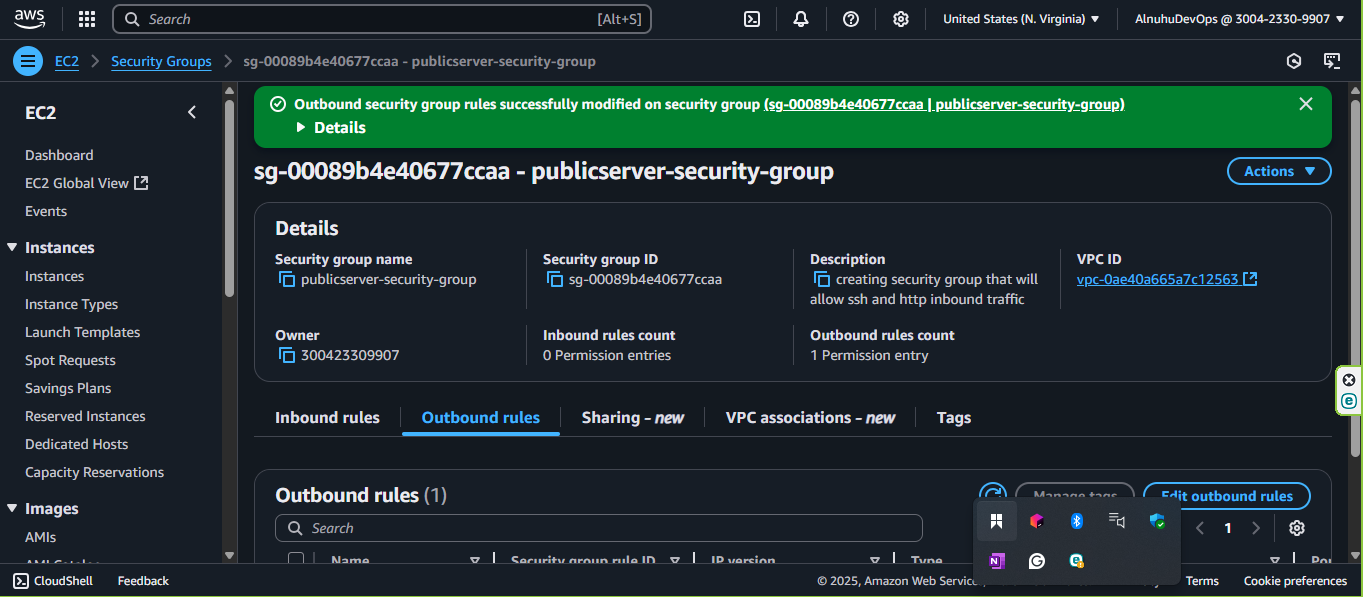 aws
Search [Alt+S]
United States (N. Virginia)
AlnuhuDevOps @ 3004-2330-9907
EC2
Security Groups
sg-00089b4e40677ccaa - publicserver-security-group
EC2
Dashboard
EC2 Global View
Events
Instances
Instances
Instance Types
Launch Templates
Spot Requests
Savings Plans
Reserved Instances
Dedicated Hosts
Capacity Reservations
Images
AMIs
AMI Catalog
Outbound security group rules successfully modified on security group (sg-00089b4e40677ccaa | publicserver-security-group)
Details
sg-00089b4e40677ccaa - publicserver-security-group
Actions
Details
Security group name
publicserver-security-group
Security group ID
sg-00089b4e40677ccaa
Description
creating security group that will
allow ssh and http inbound traffic
VPC ID
vpc-0ae40a665a7c12563
Owner
300423309907
Inbound rules count
0 Permission entries
Outbound rules count
1 Permission entry
Inbound rules
Outbound rules
Sharing - new
VPC associations - new
Tags
Outbound rules (1)
Manage tags
Edit outbound rules
Search
1
Name
Security group rule ID
IP version
Type
CloudShell
Feedback
© 2025, Amazon Web Service
Terms
Cookie preferences